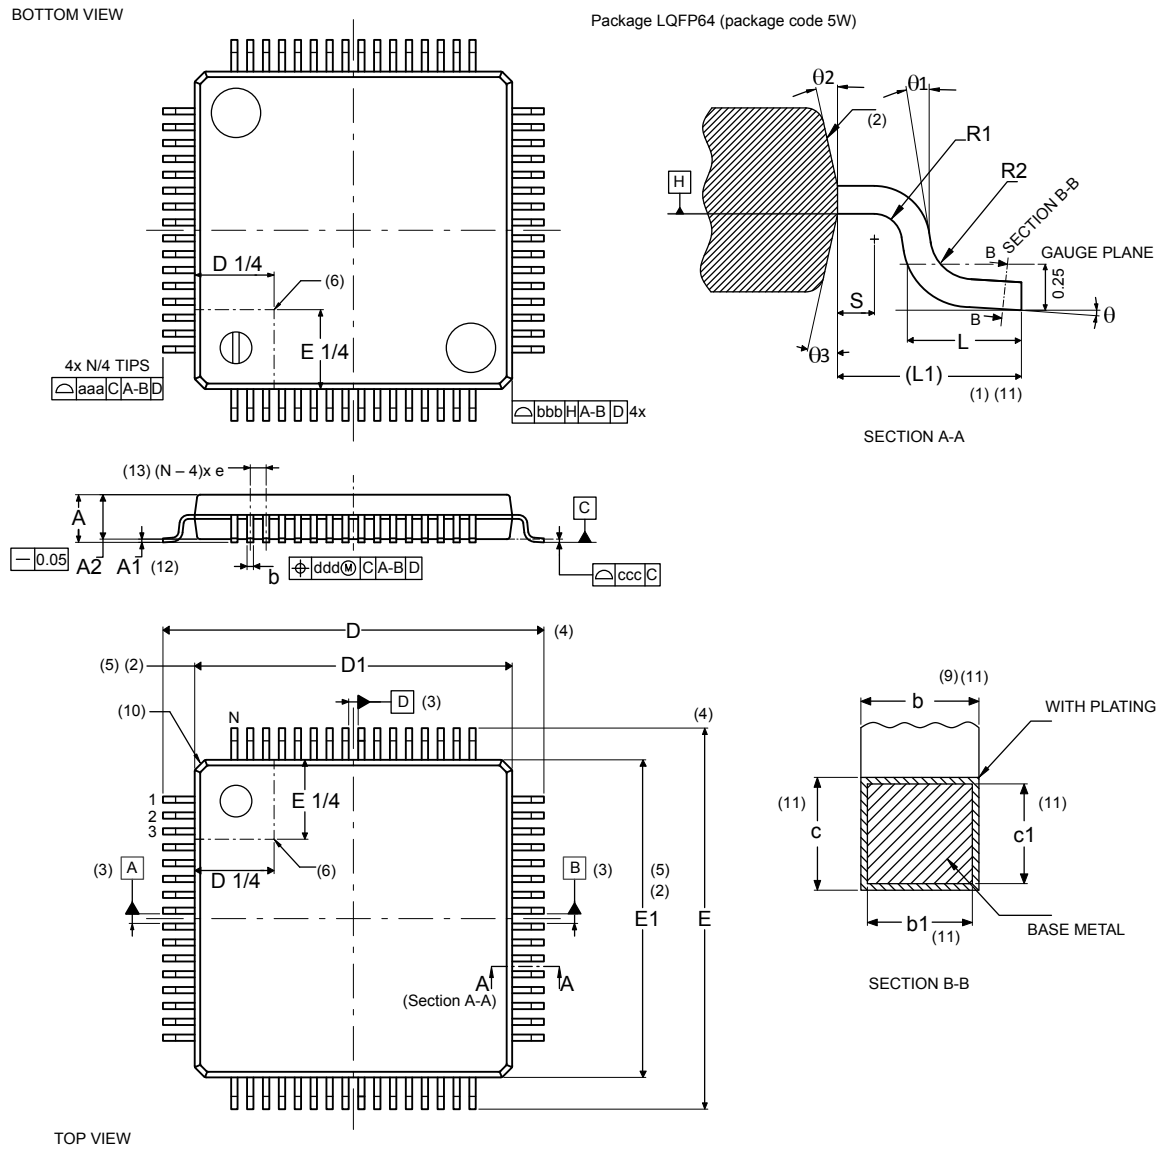 BOTTOM VIEW
Package LQFP64 (package code 5W)
D 1/4
(6)
E 1/4
4x N/4 TIPS
aaa C A-B D
bbb H A-B D 4x
θ2
θ1
(2)
R1
R2
H
SECTION B-B
B
GAUGE PLANE
0.25
S
B
θ
L
θ3
(L1)
(1) (11)
SECTION A-A
(13) (N – 4)x e
A
C
0.05
A2
A1
(12)
b
ddd Ⓜ C A-B D
ccc C
D
(4)
(5) (2)
D1
D
(3)
(10)
N
(4)
E 1/4
1
2
3
(6)
D 1/4
(3)
A
B
(3)
(5)
(2)
E1
E
A
A
(Section A-A)
TOP VIEW
(9) (11)
b
WITH PLATING
(11)
c
(11)
c1
b1
(11)
BASE METAL
SECTION B-B